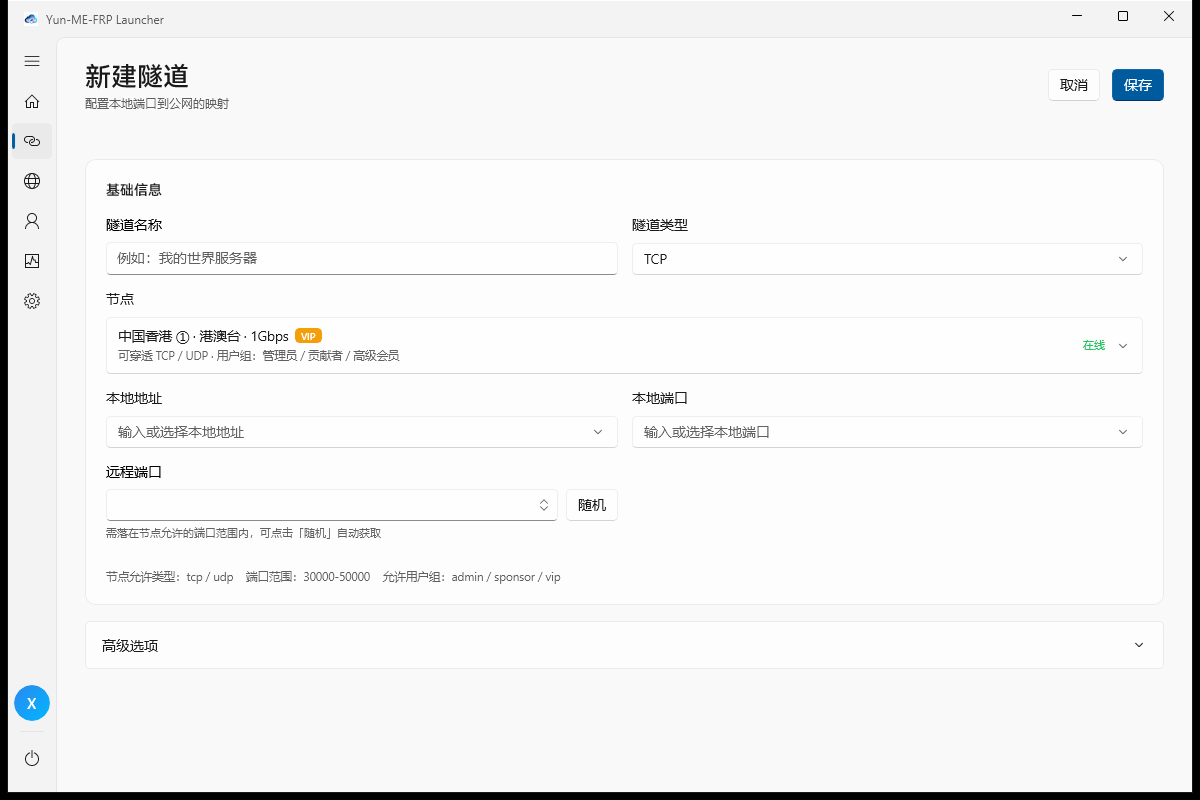 Yun-ME-FRP Launcher
新建隧道
配置本地端口到公网的映射
取消
保存
基础信息
隧道名称
隧道类型
例如：我的世界服务器
TCP
节点
中国香港 ① · 港澳台 · 1Gbps VIP
可穿透 TCP / UDP · 用户组：管理员 / 贡献者 / 高级会员
在线
本地地址
本地端口
输入或选择本地地址
输入或选择本地端口
远程端口
随机
需落在节点允许的端口范围内，可点击「随机」自动获取
节点允许类型：tcp / udp 端口范围：30000-50000 允许用户组：admin / sponsor / vip
高级选项
X